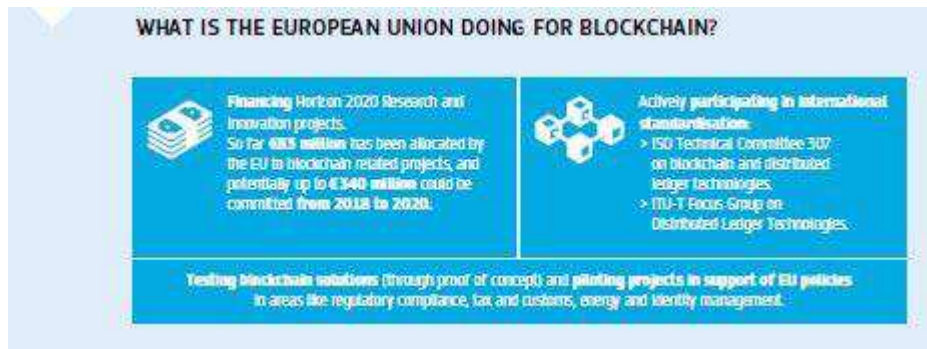 WHAT IS THE EUROPEAN UNION DOING FOR BLOCKCHAIN?
Financing Horizon 2020 Research and
Innovation projects.
So far €83 million has been allocated by
the EU to blockchain related projects, and
potentially up to €340 million could be
committed from 2018 to 2020.
Actively participating in international
standardisation:
> ISO Technical Committee 307
on blockchain and distributed
ledger technologies.
> ITU-T Focus Group on
Distributed Ledger Technologies.
Testing blockchain solutions (through proof of concept) and piloting projects in support of EU policies
in areas like regulatory compliance, tax and customs, energy and identity management.